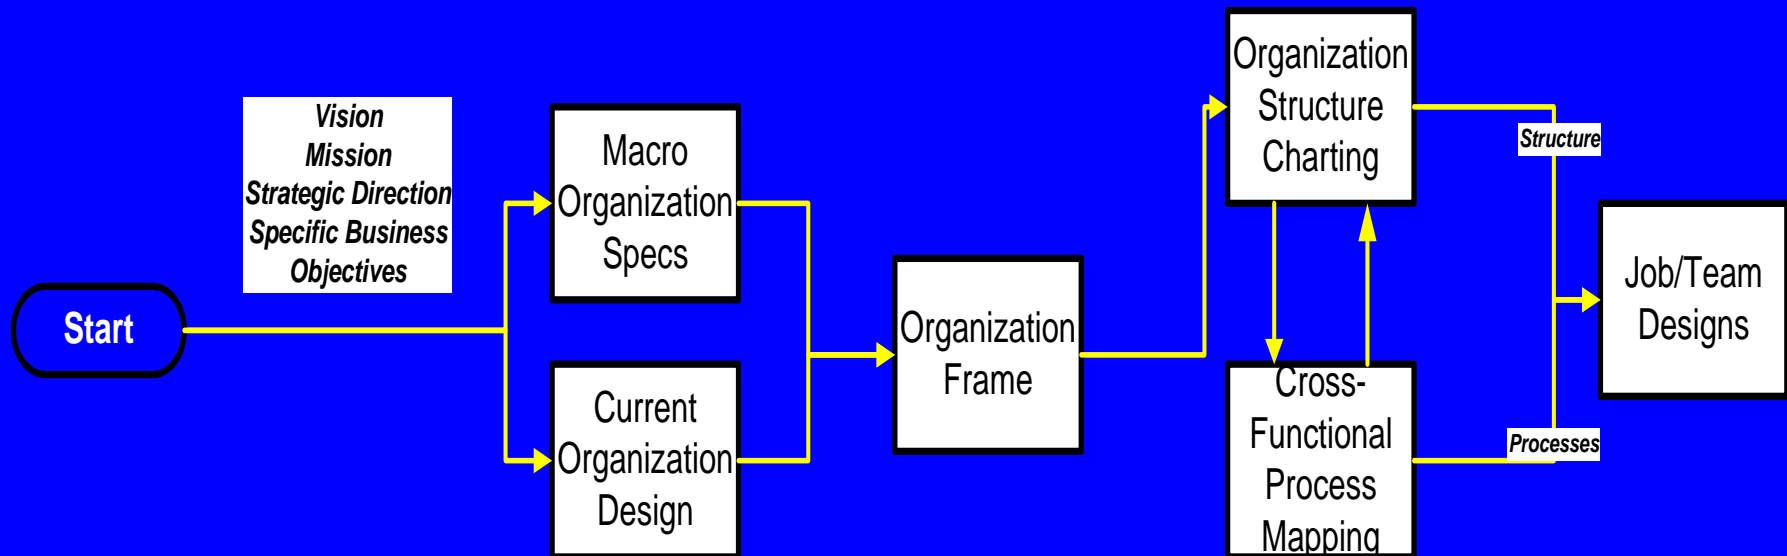 Start
Vision
Mission
Strategic Direction
Specific Business
Objectives
Macro
Organization
Specs
Current
Organization
Design
Organization
Frame
Organization
Structure
Charting
Cross-
Functional
Process
Mapping
Structure
Processes
Job/Team
Designs